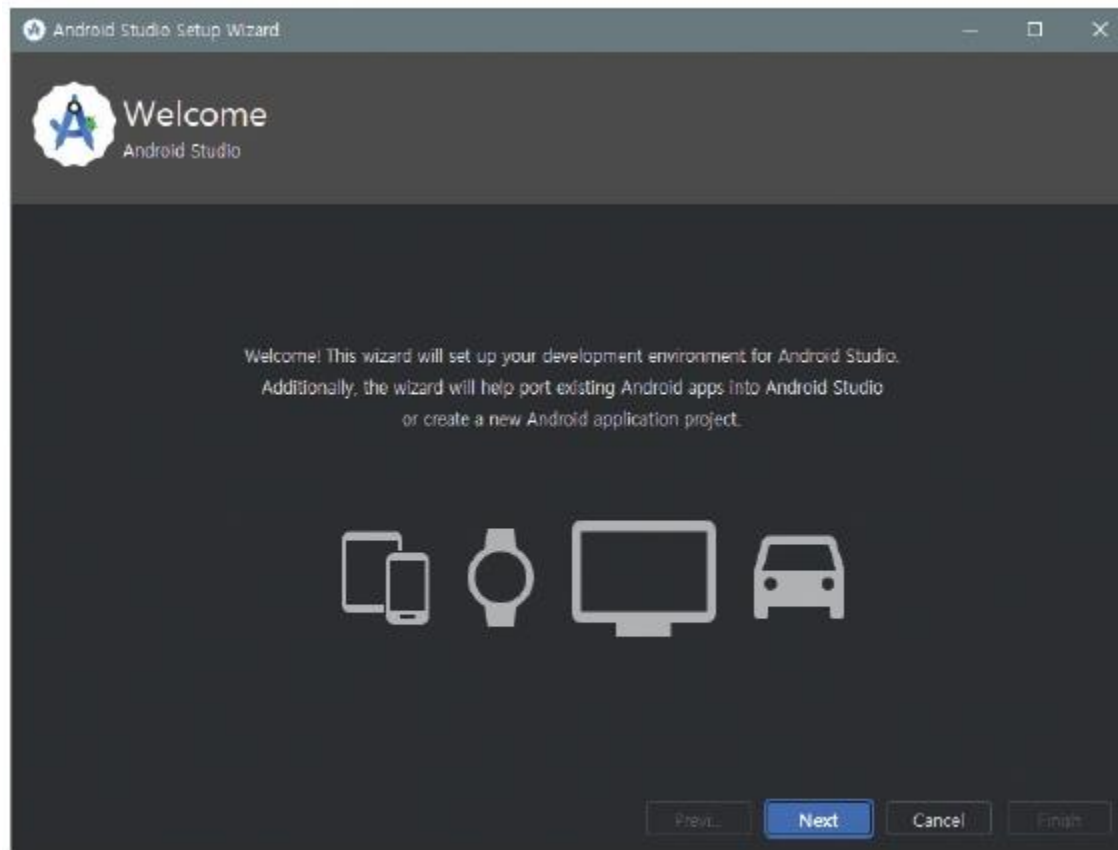 Android Studio Setup Wizard
Welcome
Android Studio
Welcome! This wizard will set up your development environment for Android Studio.
Additionally, the wizard will help port existing Android apps into Android Studio
or create a new Android application project.
Previ... Next Cancel Finish